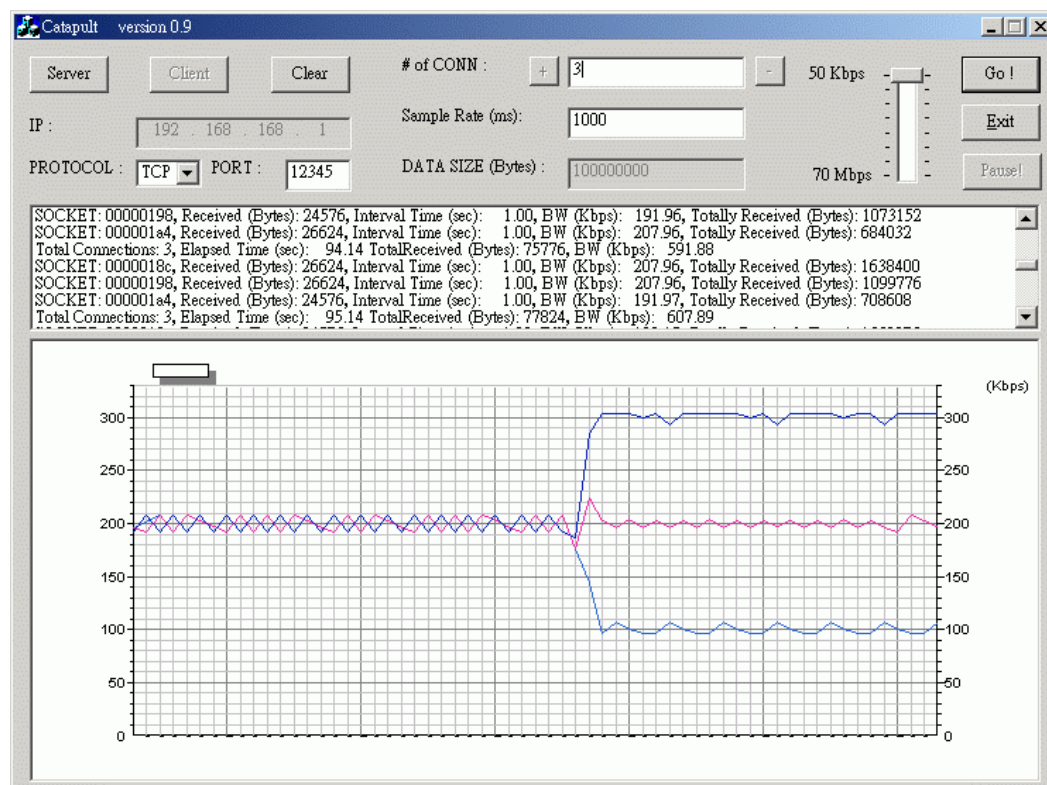 Catapult version 0.9
Server Client Clear # of CONN : + 3 - 50 Kbps Go !
IP : 192 . 168 . 168 . 1 Sample Rate (ms): 1000 Exit
PROTOCOL : TCP PORT : 12345 DATA SIZE (Bytes) : 100000000 70 Mbps Pause!
SOCKET: 00000198, Received (Bytes): 24576, Interval Time (sec): 1.00, BW (Kbps): 191.96, Totally Received (Bytes): 1073152
SOCKET: 000001a4, Received (Bytes): 26624, Interval Time (sec): 1.00, BW (Kbps): 207.96, Totally Received (Bytes): 684032
Total Connections: 3, Elapsed Time (sec): 94.14 TotalReceived (Bytes): 75776, BW (Kbps): 591.88
SOCKET: 0000018c, Received (Bytes): 26624, Interval Time (sec): 1.00, BW (Kbps): 207.96, Totally Received (Bytes): 1638400
SOCKET: 00000198, Received (Bytes): 26624, Interval Time (sec): 1.00, BW (Kbps): 207.96, Totally Received (Bytes): 1099776
SOCKET: 000001a4, Received (Bytes): 24576, Interval Time (sec): 1.00, BW (Kbps): 191.97, Totally Received (Bytes): 708608
Total Connections: 3, Elapsed Time (sec): 95.14 TotalReceived (Bytes): 77824, BW (Kbps): 607.89
(Kbps)
300 300
250 250
200 200
150 150
100 100
50 50
0 0